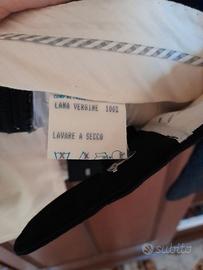 LANA VERGINE 100%
LAVARE A SECCO
subito